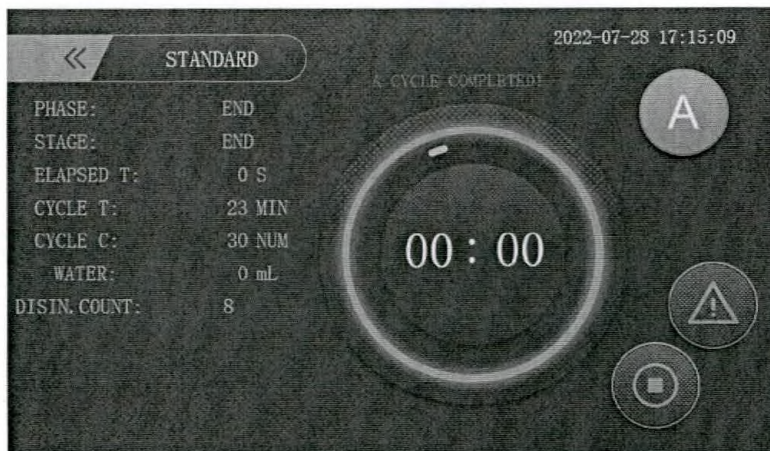 2022-07-28 17:15:09
« STANDARD
A CYCLE COMPLETED!
A
PHASE: END
STAGE: END
ELAPSED T: 0 S
CYCLE T: 23 MIN
CYCLE C: 30 NUM
WATER: 0 mL
DISIN.COUNT: 8
00 : 00